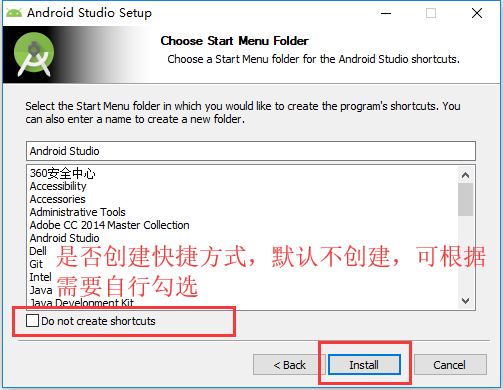 Android Studio Setup
Choose Start Menu Folder
Choose a Start Menu folder for the Android Studio shortcuts.
Select the Start Menu folder in which you would like to create the program's shortcuts. You
can also enter a name to create a new folder.
Android Studio
360安全中心
Accessibility
Accessories
Administrative Tools
Adobe CC 2014 Master Collection
Android Studio
Dell
Git
Intel
Java
Java Development Kit
是否创建快捷方式，默认不创建，可根据
需要自行勾选
Do not create shortcuts
< Back
Install
Cancel